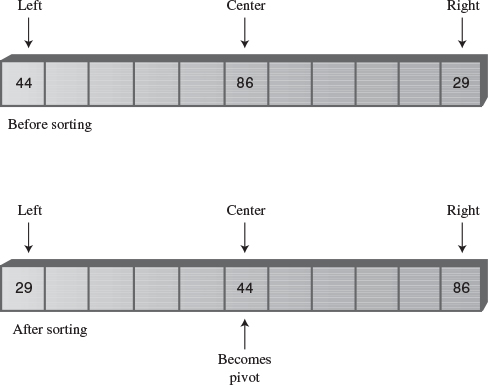 Left Center Right
44 86 29
Before sorting
Left Center Right
29 44 86
After sorting
Becomes
pivot